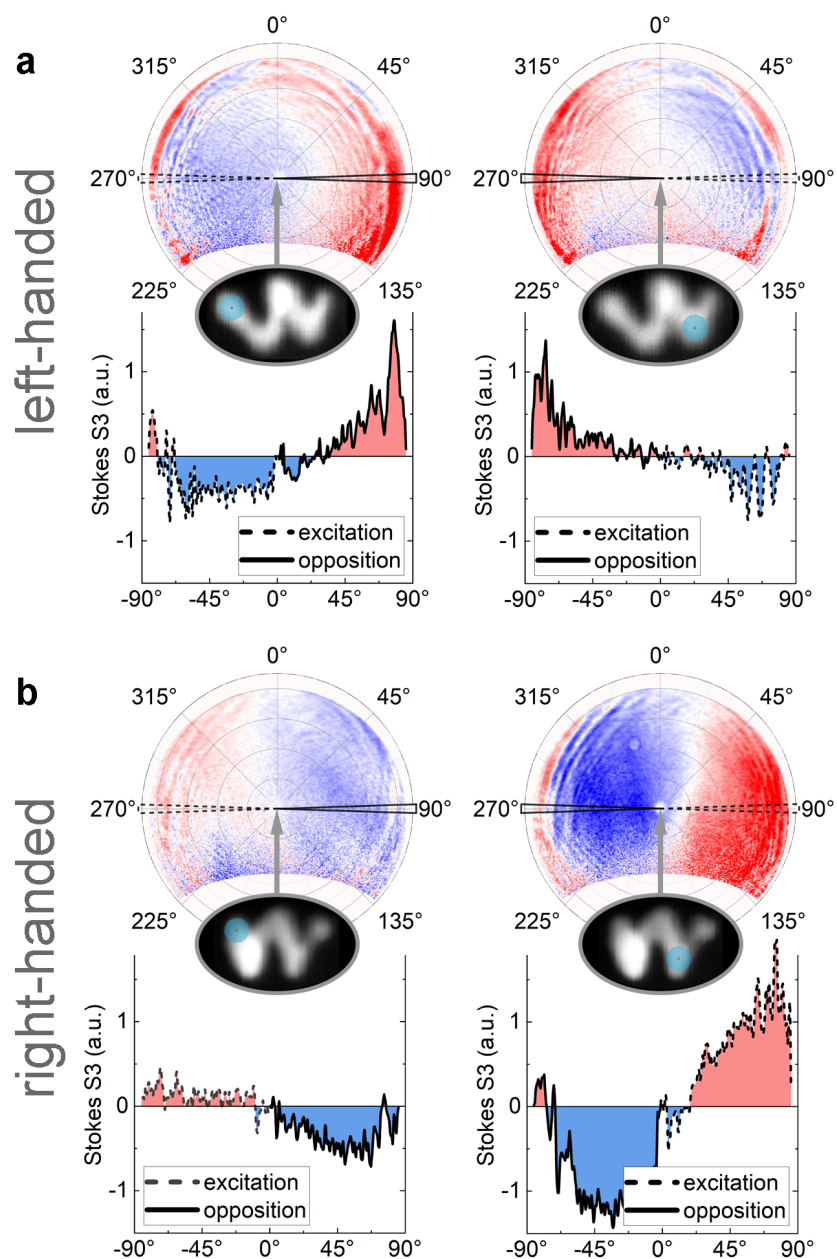 a
left-handed
0° 0°
315° 45° 315° 45°
270° 90° 270° 90°
225° 135° 225° 135°
Stokes S3 (a.u.) Stokes S3 (a.u.)
1 1
0 0
-1 -1
excitation excitation
opposition opposition
-90° -45° 0° 45° 90° -90° -45° 0° 45° 90°
b
right-handed
0° 0°
315° 45° 315° 45°
270° 90° 270° 90°
225° 135° 225° 135°
Stokes S3 (a.u.) Stokes S3 (a.u.)
1 1
0 0
-1 -1
excitation excitation
opposition opposition
-90° -45° 0° 45° 90° -90° -45° 0° 45° 90°